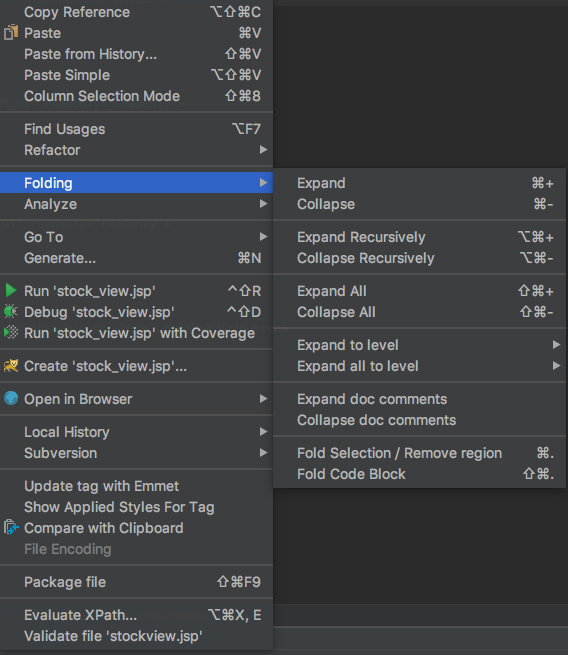 Copy Reference ⌥⇧⌘C
Paste ⌘V
Paste from History... ⇧⌘V
Paste Simple ⌥⇧⌘V
Column Selection Mode ⇧⌘8
Find Usages ⌥F7
Refactor
Folding
Analyze
Go To
Generate... ⌘N
Run 'stock_view.jsp' ^⇧R
Debug 'stock_view.jsp' ^⇧D
Run 'stock_view.jsp' with Coverage
Create 'stock_view.jsp'...
Open in Browser
Local History
Subversion
Update tag with Emmet
Show Applied Styles For Tag
Compare with Clipboard
File Encoding
Package file ⇧⌘F9
Evaluate XPath... ⌥⌘X, E
Validate file 'stockview.jsp'
Expand ⌘+
Collapse ⌘-
Expand Recursively ⌥⌘+
Collapse Recursively ⌥⌘-
Expand All ⇧⌘+
Collapse All ⇧⌘-
Expand to level
Expand all to level
Expand doc comments
Collapse doc comments
Fold Selection / Remove region ⌘.
Fold Code Block ⇧⌘.